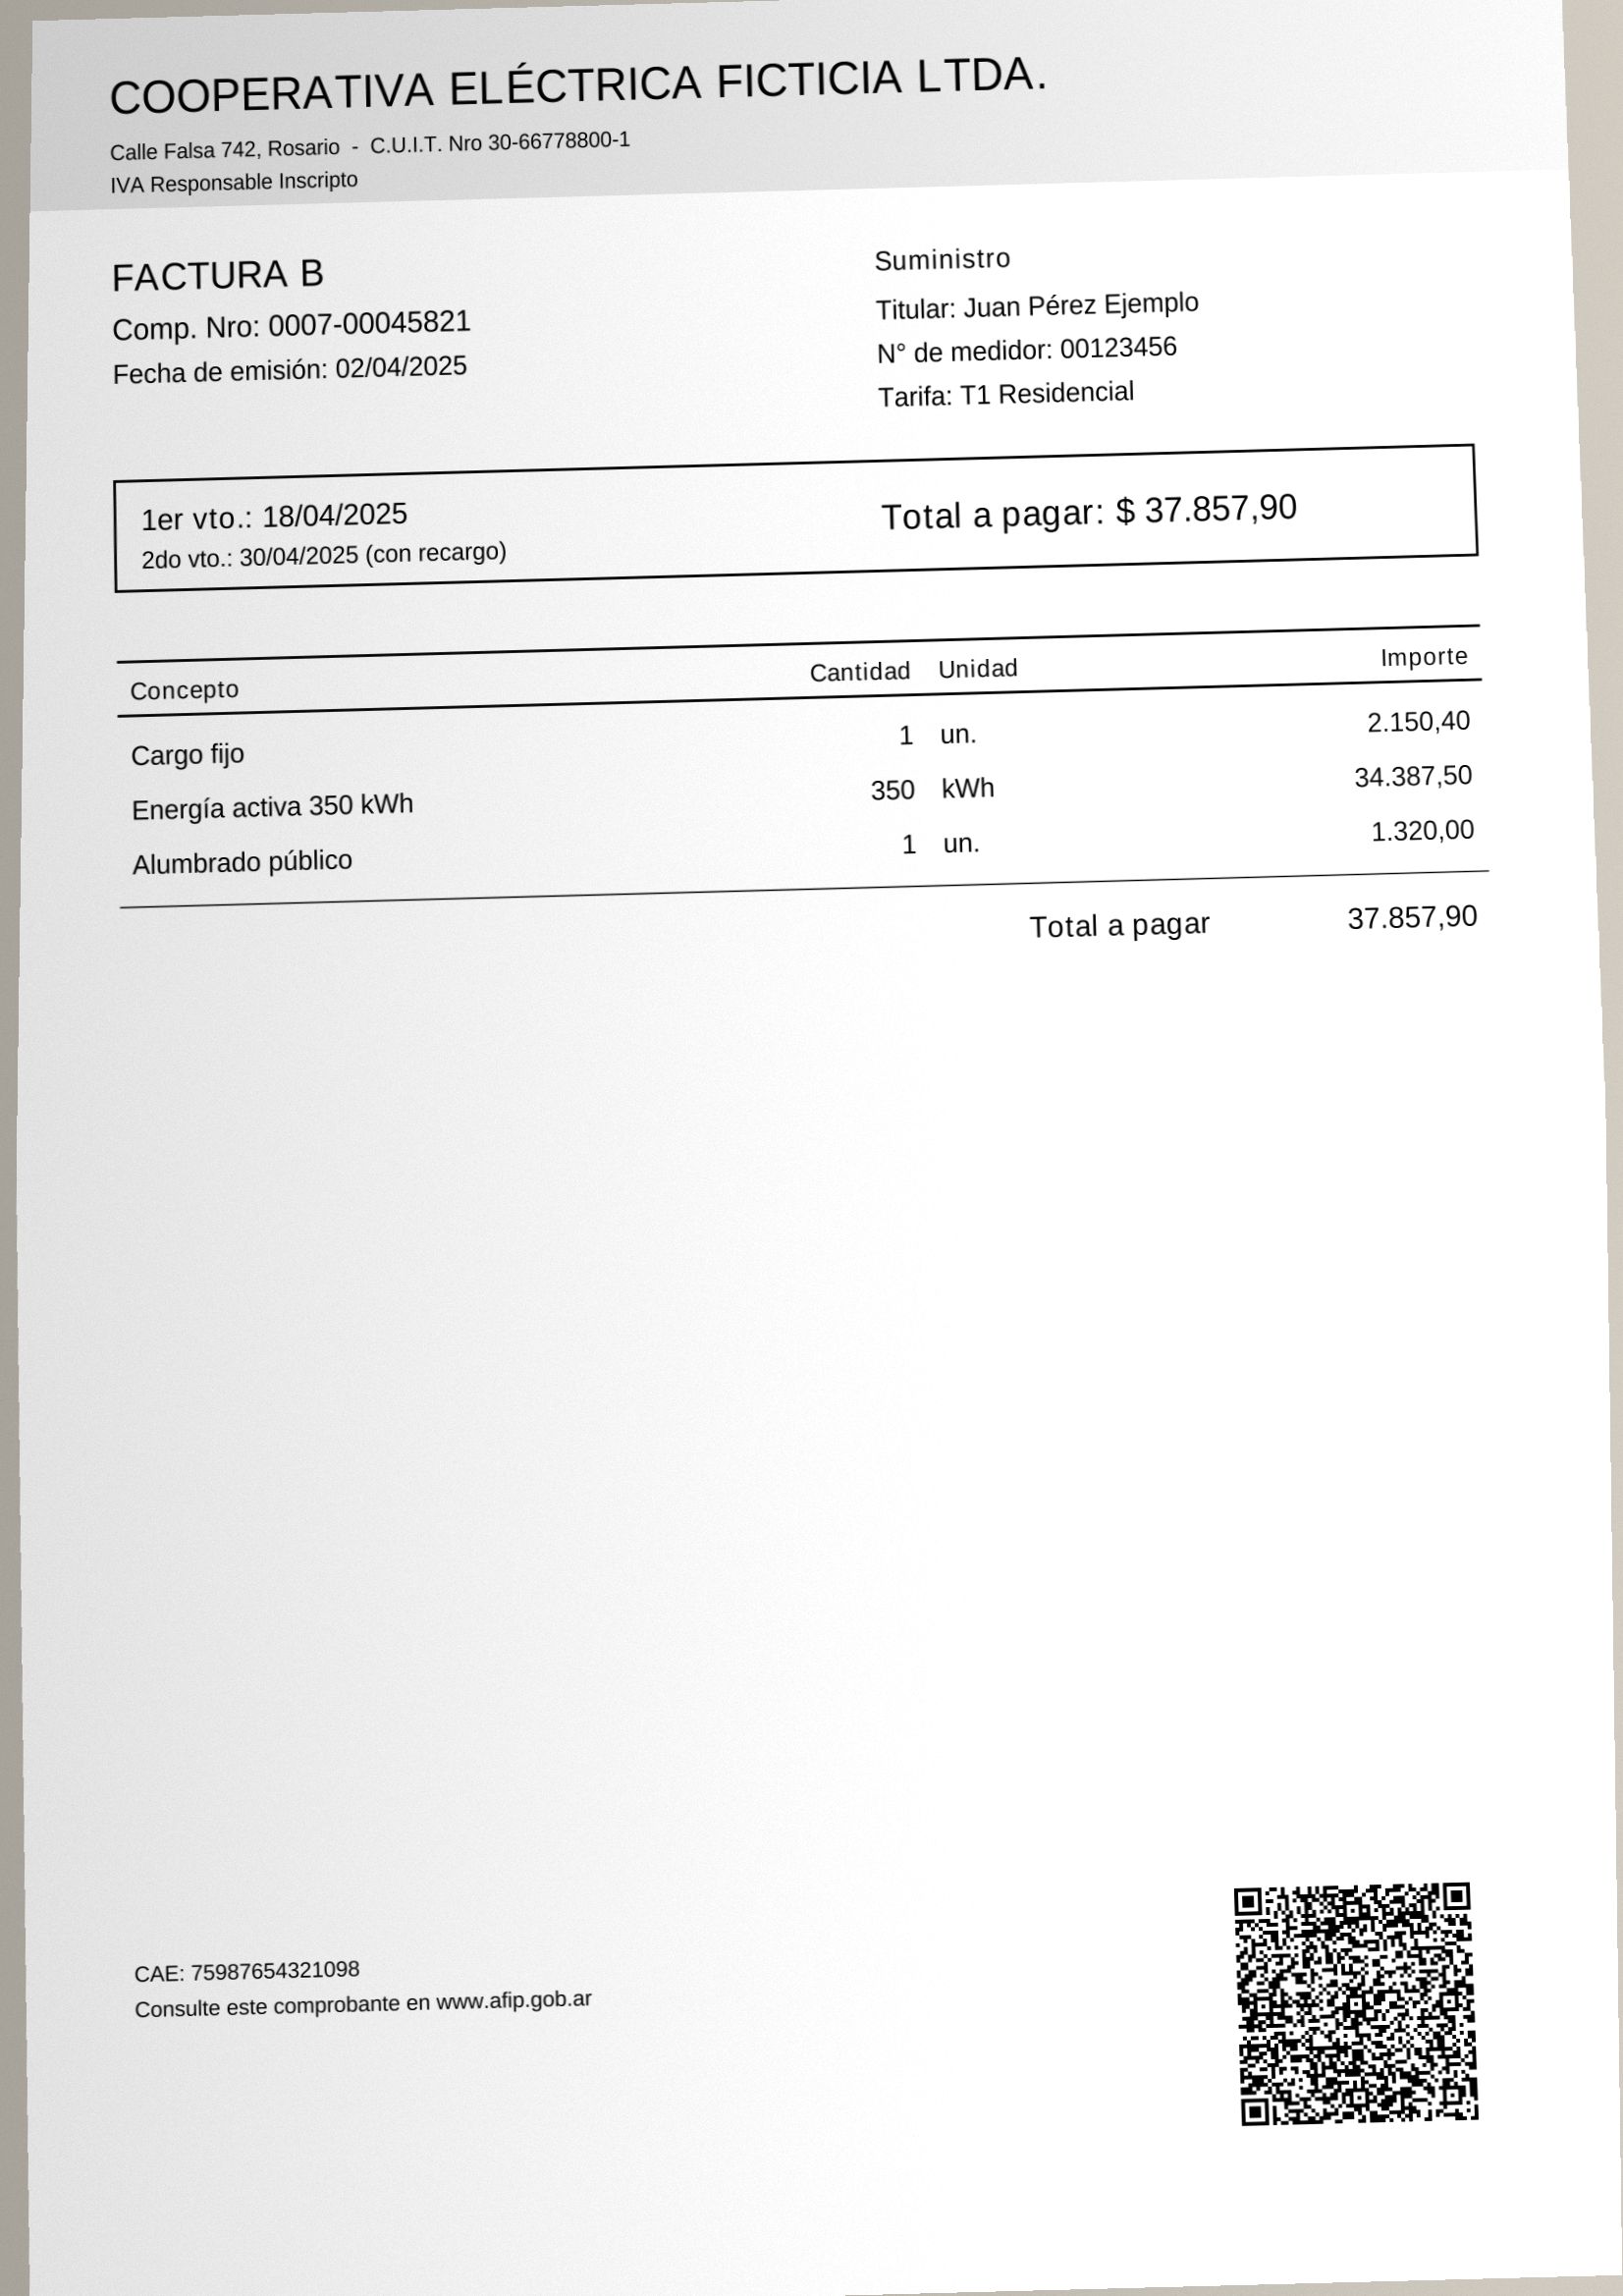 COOPERATIVA ELÉCTRICA FICTICIA LTDA.
Calle Falsa 742, Rosario - C.U.I.T. Nro 30-66778800-1
IVA Responsable Inscripto
FACTURA B
Comp. Nro: 0007-00045821
Fecha de emisión: 02/04/2025
Suministro
Titular: Juan Pérez Ejemplo
N° de medidor: 00123456
Tarifa: T1 Residencial
1er vto.: 18/04/2025
2do vto.: 30/04/2025 (con recargo)
Total a pagar: $ 37.857,90
Concepto Cantidad Unidad Importe
Cargo fijo 1 un. 2.150,40
Energía activa 350 kWh 350 kWh 34.387,50
Alumbrado público 1 un. 1.320,00
Total a pagar 37.857,90
CAE: 75987654321098
Consulte este comprobante en www.afip.gob.ar